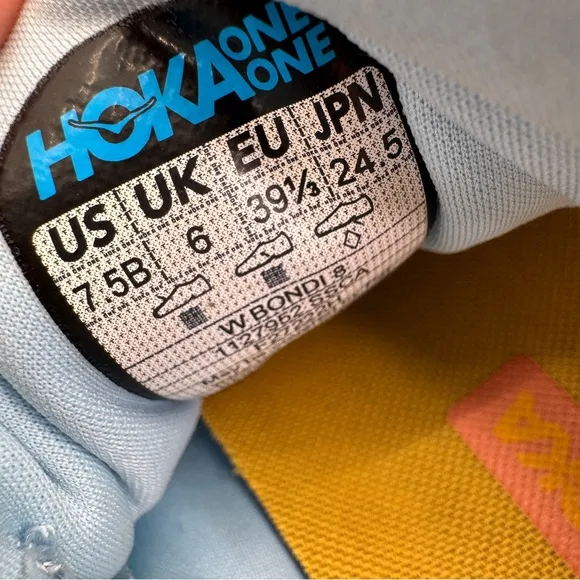 HOKA ONE ONE
US UK EU JPN
7.5B 6 39⅓ 24.5
W BONDI 8
1127952 SSCA